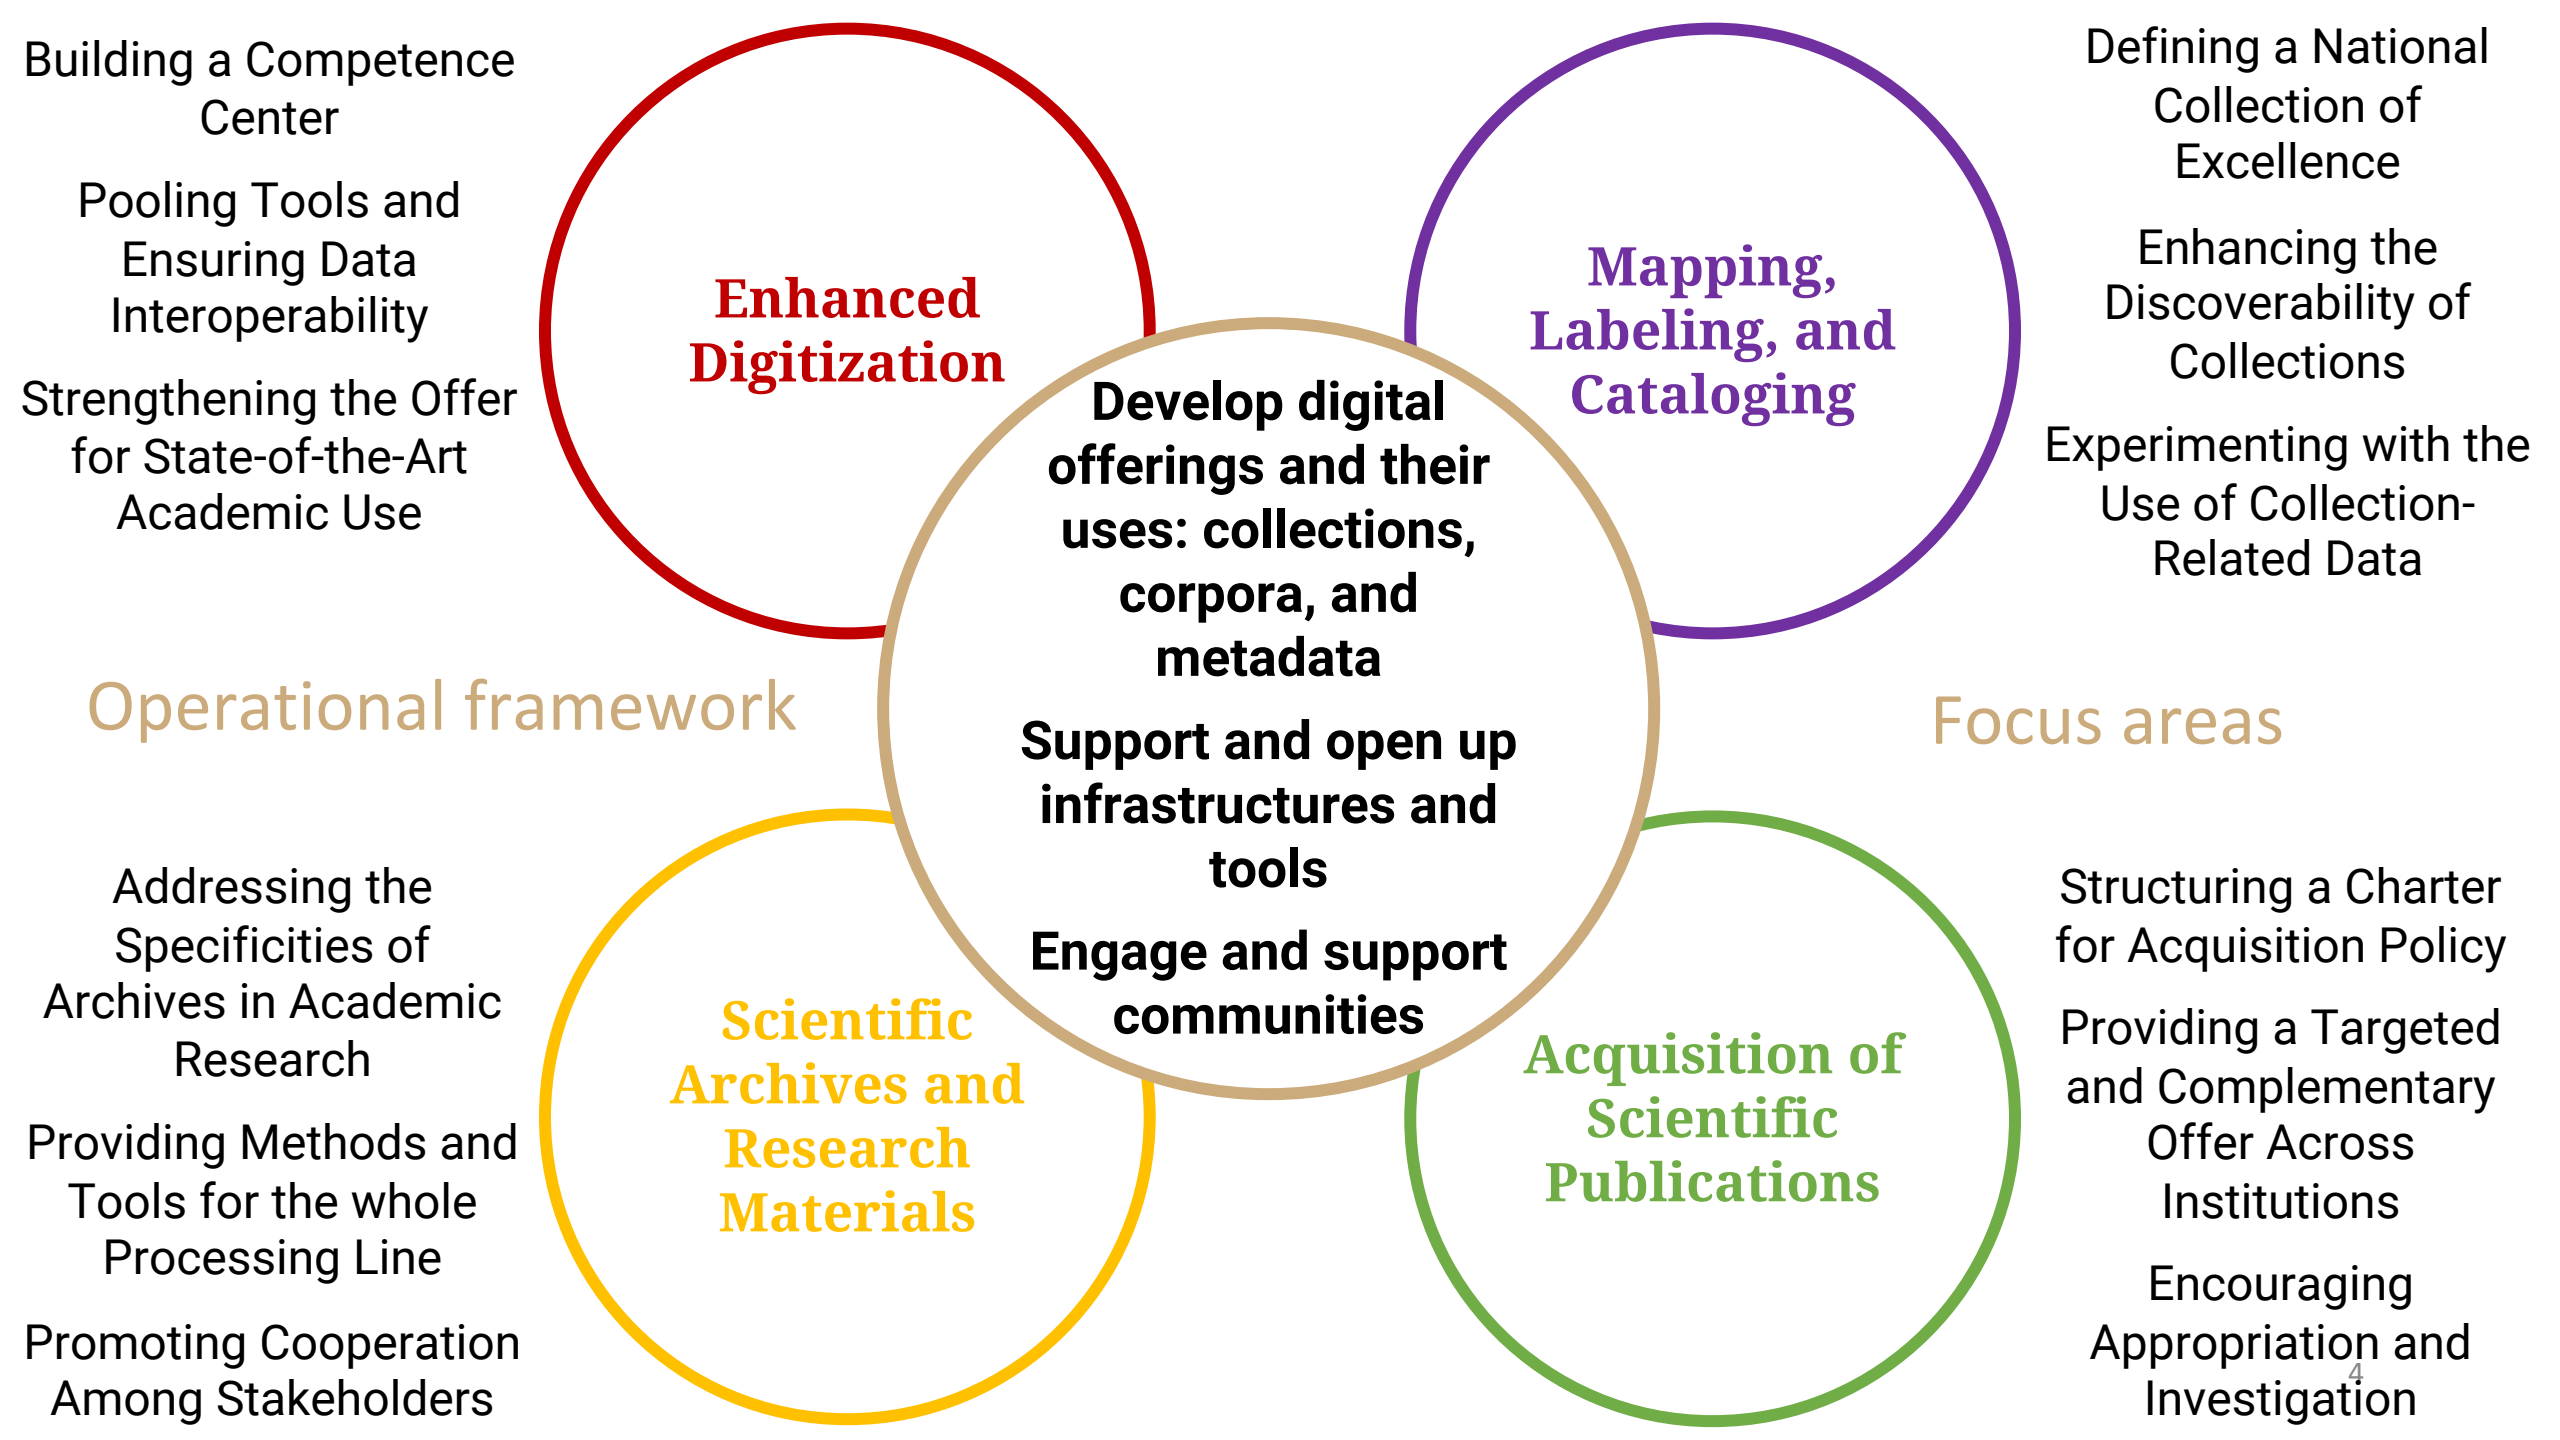 Building a Competence
Center
Pooling Tools and
Ensuring Data
Interoperability
Strengthening the Offer
for State-of-the-Art
Academic Use
Enhanced
Digitization
Mapping,
Labeling, and
Cataloging
Defining a National
Collection of
Excellence
Enhancing the
Discoverability of
Collections
Experimenting with the
Use of Collection-
Related Data
Develop digital
offerings and their
uses: collections,
corpora, and
metadata
Support and open up
infrastructures and
tools
Engage and support
communities
Operational framework
Focus areas
Addressing the
Specificities of
Archives in Academic
Research
Providing Methods and
Tools for the whole
Processing Line
Promoting Cooperation
Among Stakeholders
Scientific
Archives and
Research
Materials
Acquisition of
Scientific
Publications
Structuring a Charter
for Acquisition Policy
Providing a Targeted
and Complementary
Offer Across
Institutions
Encouraging
Appropriation and
Investigation
4